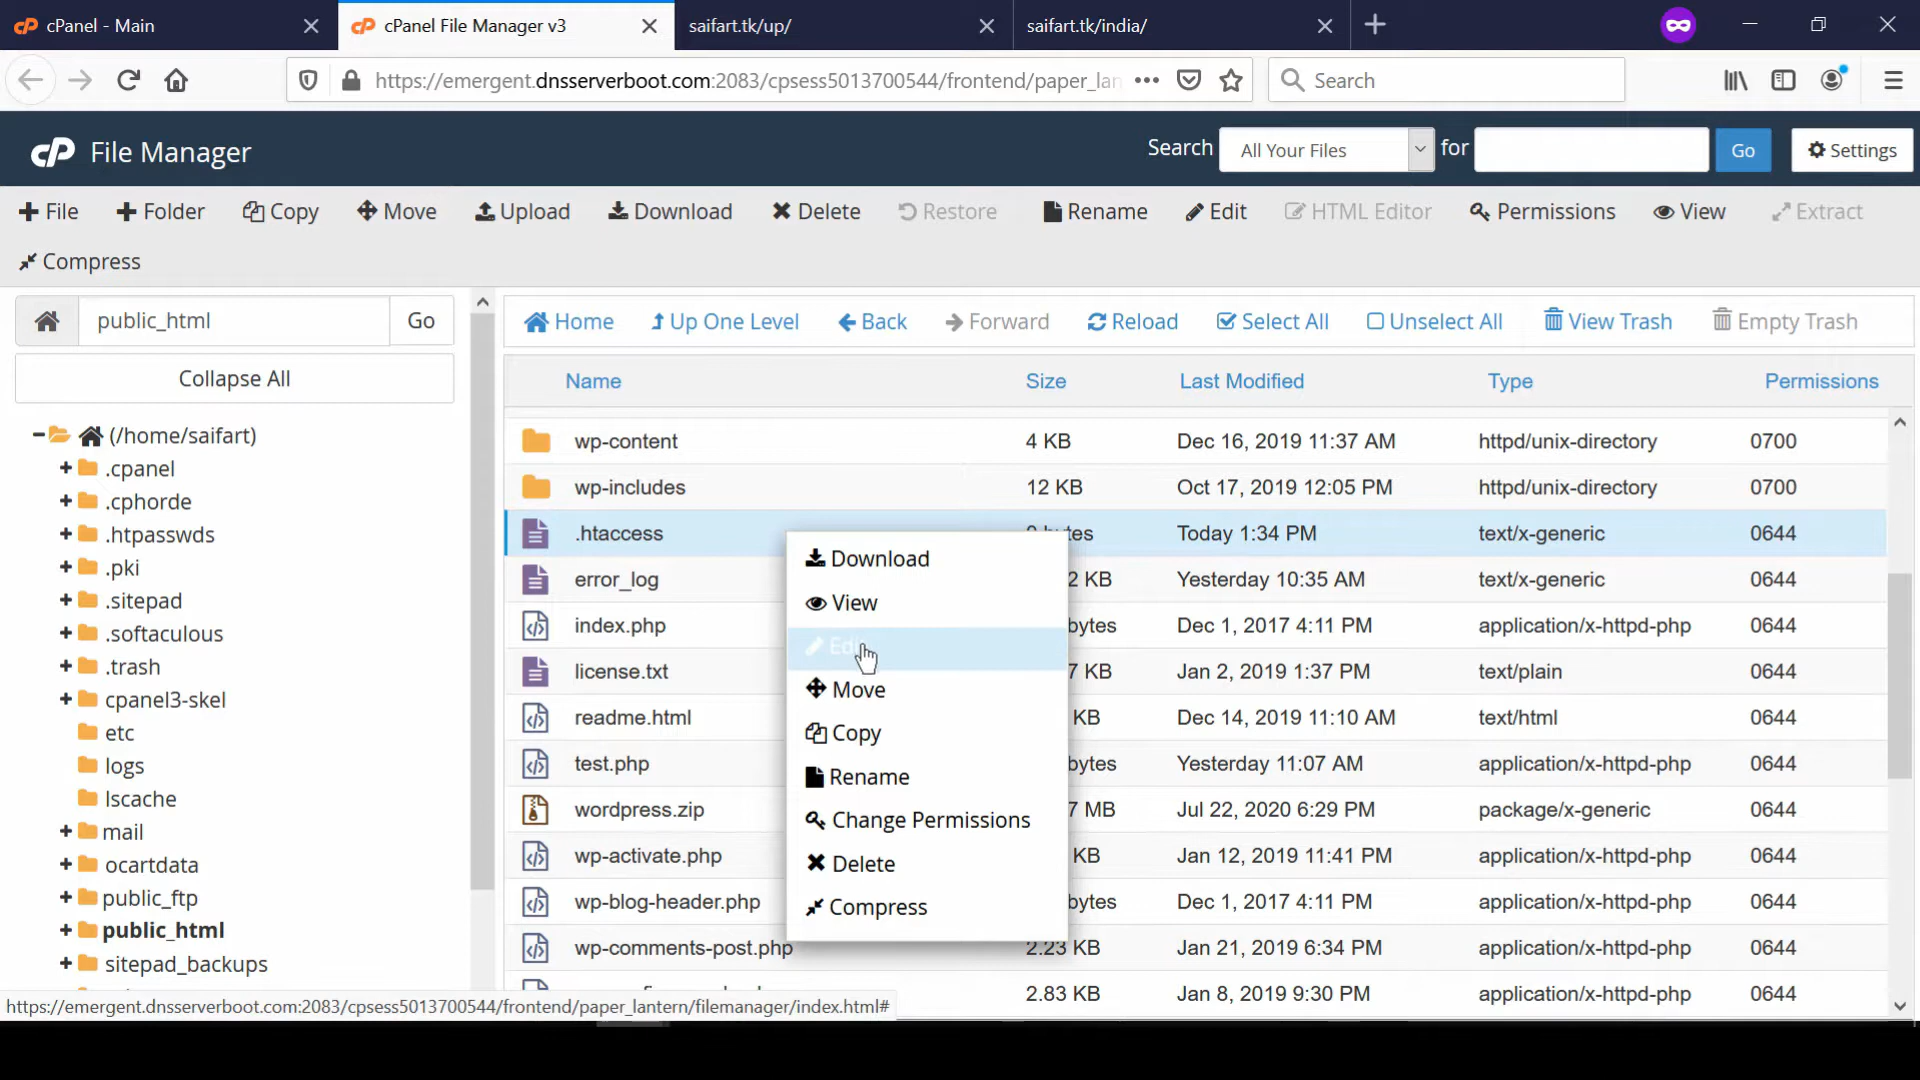 cPanel - Main
cPanel File Manager v3
saifart.tk/up/
saifart.tk/india/
https://emergent.dnsserverboot.com:2083/cpsess5013700544/frontend/paper_lan
Search
cP File Manager
Search All Your Files for Go Settings
File Folder Copy Move Upload Download Delete Restore Rename Edit HTML Editor Permissions View Extract
Compress
public_html Go
Collapse All
(/home/saifart)
.cpanel
.cphorde
.htpasswds
.pki
.sitepad
.softaculous
.trash
cpanel3-skel
etc
logs
lscache
mail
ocartdata
public_ftp
public_html
sitepad_backups
Home Up One Level Back Forward Reload Select All Unselect All View Trash Empty Trash
Name Size Last Modified Type Permissions
wp-content 4 KB Dec 16, 2019 11:37 AM httpd/unix-directory 0700
wp-includes 12 KB Oct 17, 2019 12:05 PM httpd/unix-directory 0700
.htaccess 0 bytes Today 1:34 PM text/x-generic 0644
error_log 2 KB Yesterday 10:35 AM text/x-generic 0644
index.php bytes Dec 1, 2017 4:11 PM application/x-httpd-php 0644
license.txt 7 KB Jan 2, 2019 1:37 PM text/plain 0644
readme.html KB Dec 14, 2019 11:10 AM text/html 0644
test.php bytes Yesterday 11:07 AM application/x-httpd-php 0644
wordpress.zip 7 MB Jul 22, 2020 6:29 PM package/x-generic 0644
wp-activate.php KB Jan 12, 2019 11:41 PM application/x-httpd-php 0644
wp-blog-header.php bytes Dec 1, 2017 4:11 PM application/x-httpd-php 0644
wp-comments-post.php 2.23 KB Jan 21, 2019 6:34 PM application/x-httpd-php 0644
2.83 KB Jan 8, 2019 9:30 PM application/x-httpd-php 0644
Download
View
Edit
Move
Copy
Rename
Change Permissions
Delete
Compress
https://emergent.dnsserverboot.com:2083/cpsess5013700544/frontend/paper_lantern/filemanager/index.html#